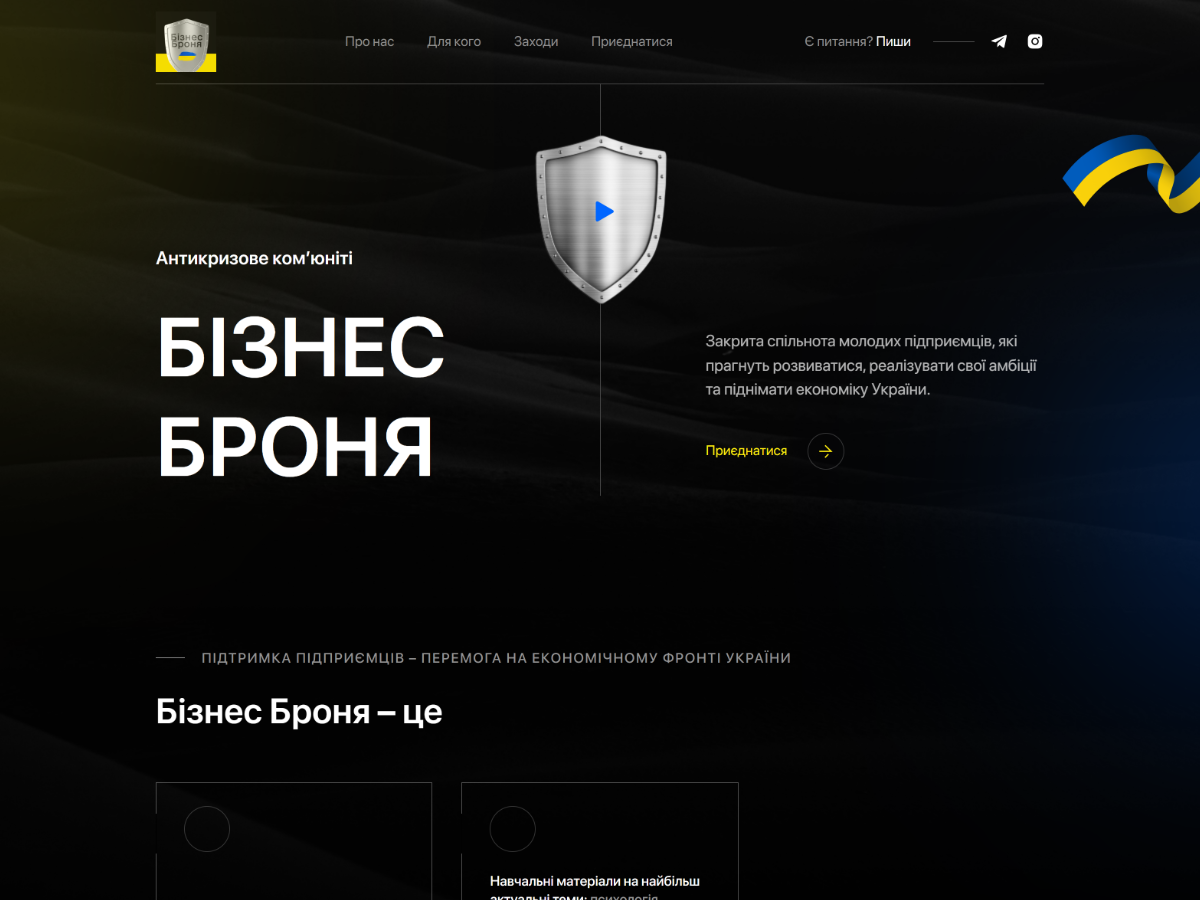 Бізнес
Броня
Про нас
Для кого
Заходи
Приєднатися
Є питання? Пиши
Антикризове ком’юніті
БІЗНЕС
БРОНЯ
Закрита спільнота молодих підприємців, які
прагнуть розвиватися, реалізувати свої амбіції
та піднімати економіку України.
Приєднатися
ПІДТРИМКА ПІДПРИЄМЦІВ – ПЕРЕМОГА НА ЕКОНОМІЧНОМУ ФРОНТІ УКРАЇНИ
Бізнес Броня – це
Навчальні матеріали на найбільш
актуальні теми: психологія